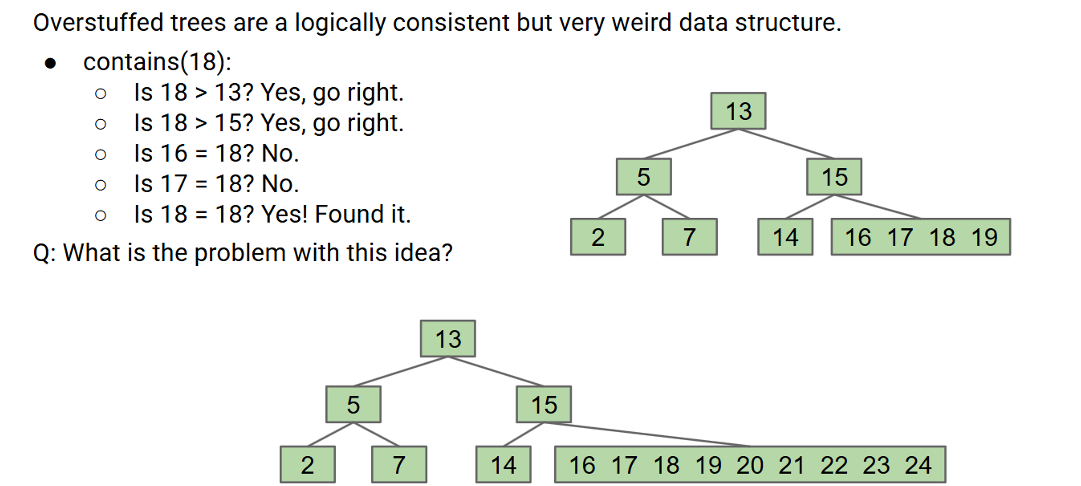 Overstuffed trees are a logically consistent but very weird data structure.
● contains(18):
○ Is 18 > 13? Yes, go right.
○ Is 18 > 15? Yes, go right.
○ Is 16 = 18? No.
○ Is 17 = 18? No.
○ Is 18 = 18? Yes! Found it.
Q: What is the problem with this idea?
13
5 15
2 7 14 16 17 18 19
13
5 15
2 7 14 16 17 18 19 20 21 22 23 24